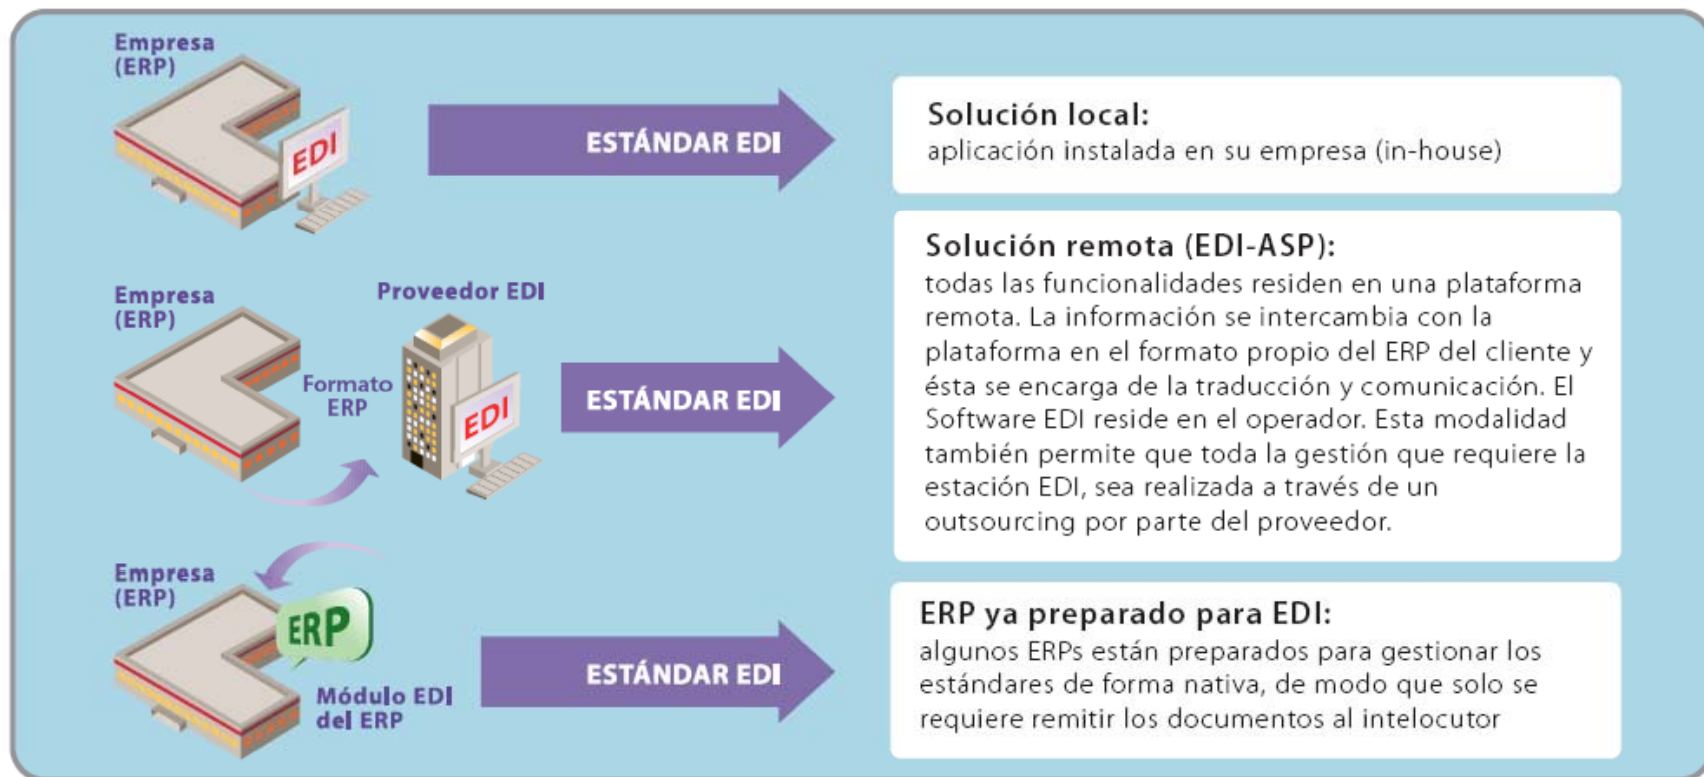 Empresa
(ERP)
EDI
ESTÁNDAR EDI
Solución local:
aplicación instalada en su empresa (in-house)
Empresa
(ERP)
Formato
ERP
Proveedor EDI
EDI
ESTÁNDAR EDI
Solución remota (EDI-ASP):
todas las funcionalidades residen en una plataforma
remota. La información se intercambia con la
plataforma en el formato propio del ERP del cliente y
ésta se encarga de la traducción y comunicación. El
Software EDI reside en el operador. Esta modalidad
también permite que toda la gestión que requiere la
estación EDI, sea realizada a través de un
outsourcing por parte del proveedor.
Empresa
(ERP)
ERP
Módulo EDI
del ERP
ESTÁNDAR EDI
ERP ya preparado para EDI:
algunos ERPs están preparados para gestionar los
estándares de forma nativa, de modo que solo se
requiere remitir los documentos al intelocutor